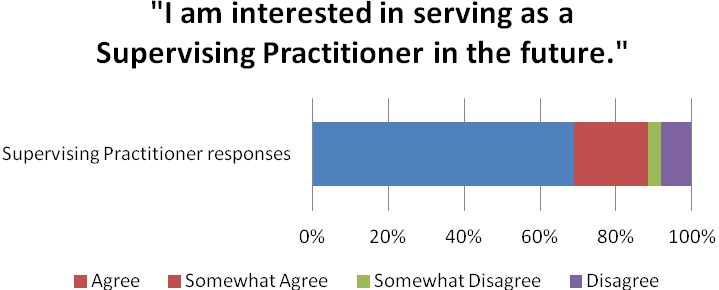 "I am interested in serving as a
Supervising Practitioner in the future."
Supervising Practitioner responses
0% 20% 40% 60% 80% 100%
Agree Somewhat Agree Somewhat Disagree Disagree